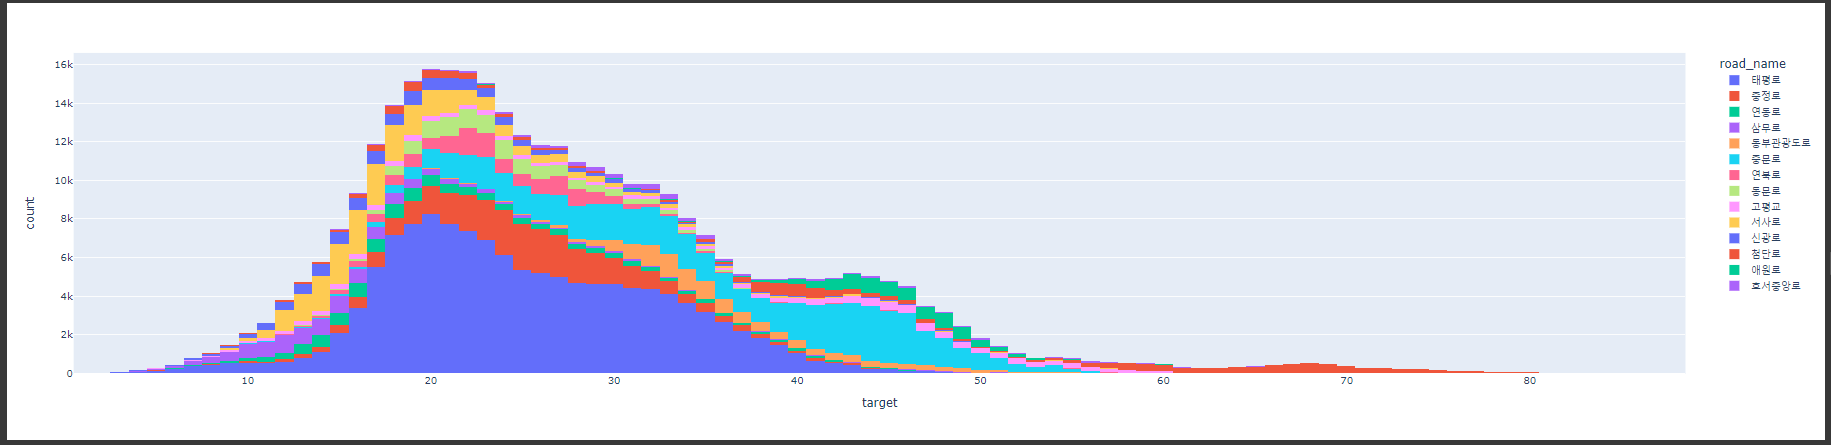 16k
14k
12k
10k
8k
6k
4k
2k
0
count
10
20
30
40
50
60
70
80
target
road_name
태평로
중정로
연동로
삼무로
동부관광도로
중문로
연북로
동문로
고평교
서사로
신광로
첨단로
애원로
호서중앙로